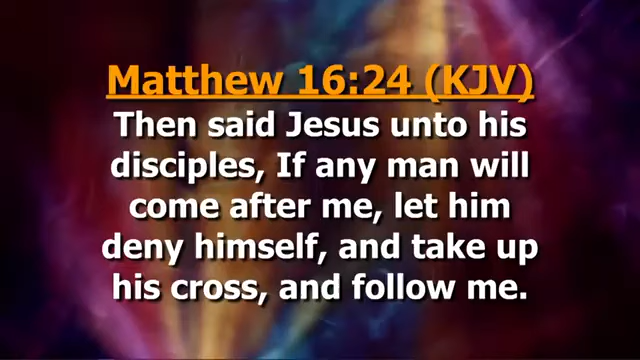 Matthew 16:24 (KJV)
Then said Jesus unto his
disciples, If any man will
come after me, let him
deny himself, and take up
his cross, and follow me.